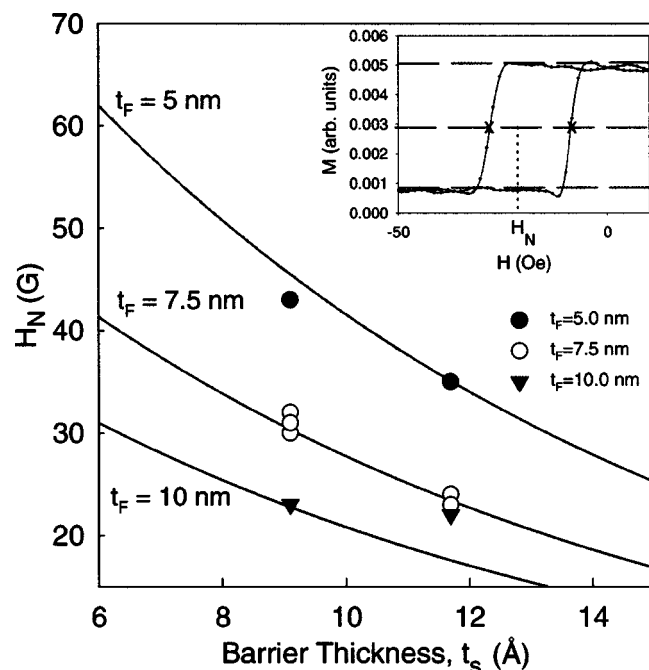 70
60
50
40
30
20
H_N (G)
t_F = 5 nm
t_F = 7.5 nm
t_F = 10 nm
6
8
10
12
14
Barrier Thickness, t_s (Å)
0.006
0.005
0.004
0.003
0.002
0.001
0.000
M (arb. units)
-50
H_N
0
H (Oe)
t_F=5.0 nm
t_F=7.5 nm
t_F=10.0 nm